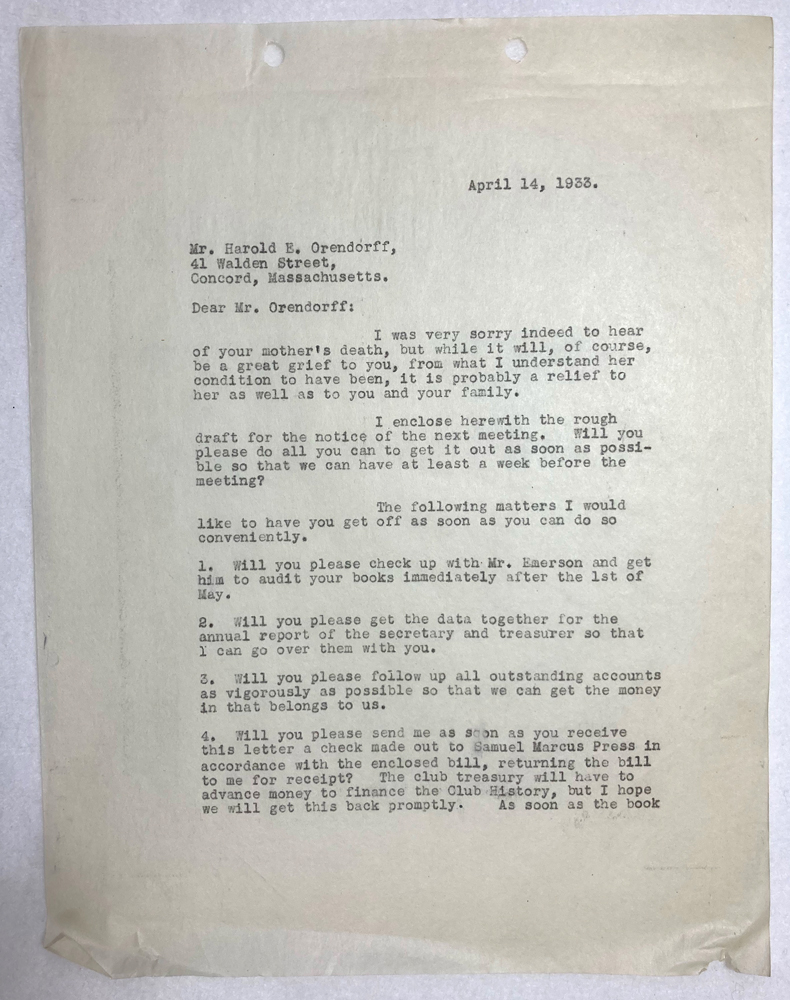 April 14, 1933.
Mr. Harold E. Orendorff,
41 Walden Street,
Concord, Massachusetts.
Dear Mr. Orendorff:
I was very sorry indeed to hear
of your mother's death, but while it will, of course,
be a great grief to you, from what I understand her
condition to have been, it is probably a relief to
her as well as to you and your family.
I enclose herewith the rough
draft for the notice of the next meeting. Will you
please do all you can to get it out as soon as possi-
ble so that we can have at least a week before the
meeting?
The following matters I would
like to have you get off as soon as you can do so
conveniently.
1. Will you please check up with Mr. Emerson and get
him to audit your books immediately after the 1st of
May.
2. Will you please get the data together for the
annual report of the secretary and treasurer so that
I can go over them with you.
3. Will you please follow up all outstanding accounts
as vigorously as possible so that we can get the money
in that belongs to us.
4. Will you please send me as soon as you receive
this letter a check made out to Samuel Marcus Press in
accordance with the enclosed bill, returning the bill
to me for receipt? The club treasury will have to
advance money to finance the Club History, but I hope
we will get this back promptly. As soon as the book